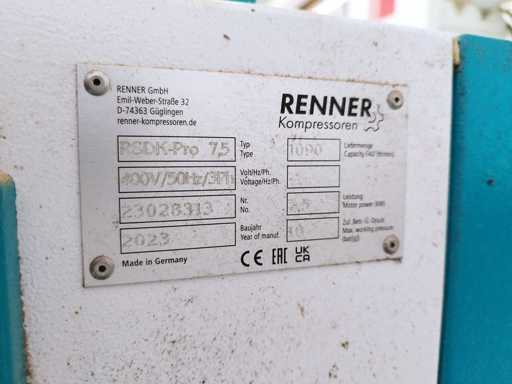 RENNER GmbH
Emil-Weber-Straße 32
D-74363 Güglingen
renner-kompressoren.de
RENNER
Kompressoren
RSDK-Pro 7,5 Typ Type 1090 Liefermenge Capacity FAD
400V/50Hz/3Ph Volt/Hz/Ph. Voltage/Hz/Ph.
23028313 Nr. No. 7,5 Leistung Motor power (kW)
2023 Baujahr Year of manuf. 10 Zul. Betr.-Ü.-Druck Max. working pressure (bar(g))
Made in Germany CE EAC UK CA